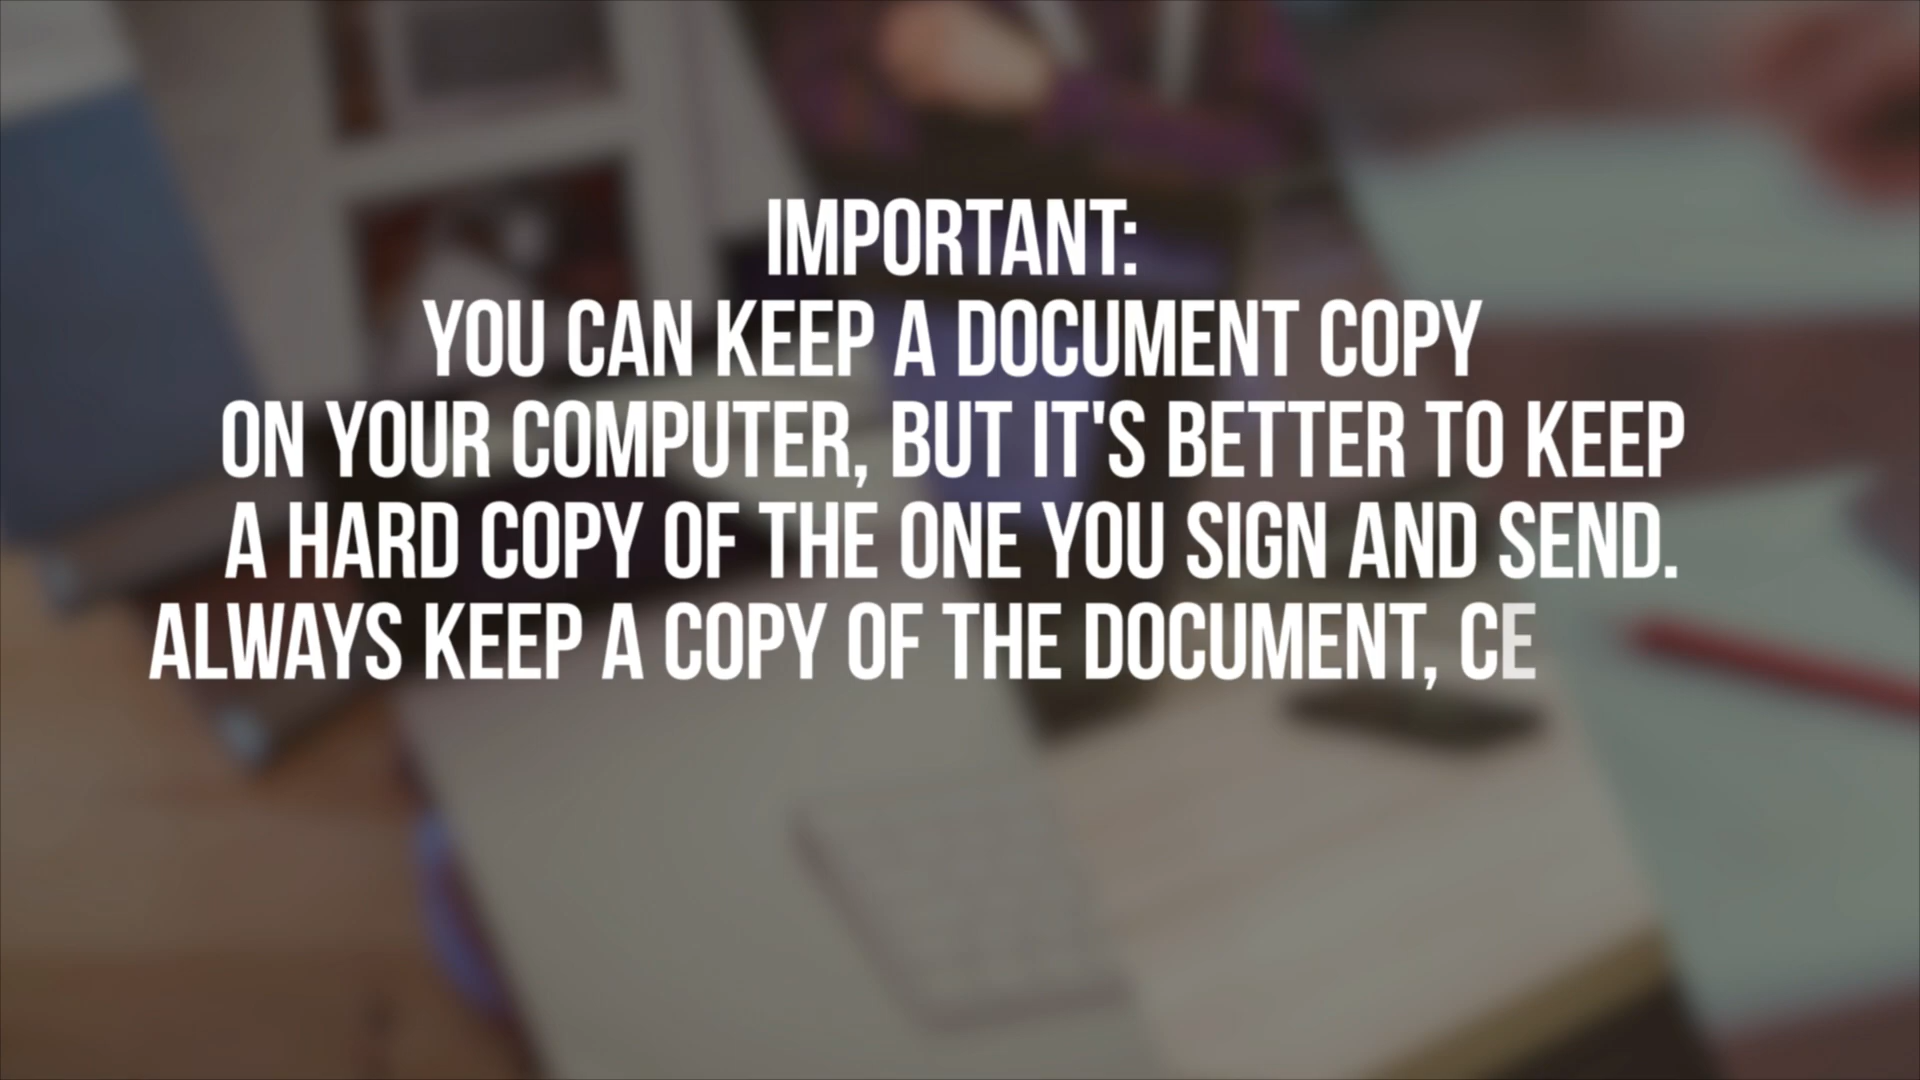 IMPORTANT:
YOU CAN KEEP A DOCUMENT COPY
ON YOUR COMPUTER, BUT IT'S BETTER TO KEEP
A HARD COPY OF THE ONE YOU SIGN AND SEND.
ALWAYS KEEP A COPY OF THE DOCUMENT, CE